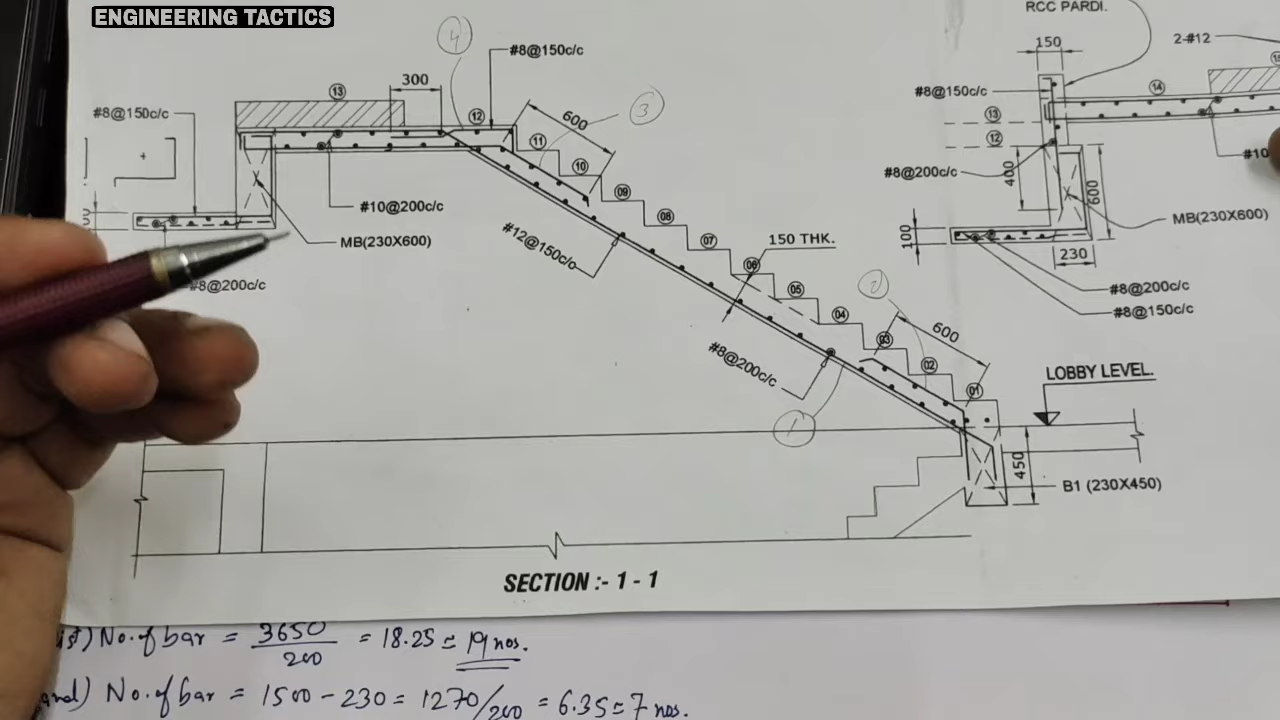 ENGINEERING TACTICS
RCC PARDI.
4
#8@150c/c
150
2-#12
300
13
12
3
600
#8@150c/c
#8@150c/c
14
15
11
13
10
12
09
#10
08
#10@200c/c
#8@200c/c
400
600
07
MB(230X600)
MB(230X600)
#12@150c/c
150 THK.
100
230
06
05
2
#8@200c/c
#8@200c/c
04
#8@150c/c
03
600
02
#8@200c/c
01
LOBBY LEVEL.
1
450
B1 (230X450)
SECTION :- 1 - 1
No. of bar = 3650/200 = 18.25 ≃ 19 nos.
No. of bar = 1500 - 230 = 1270/200 = 6.35 ≃ 7 nos.